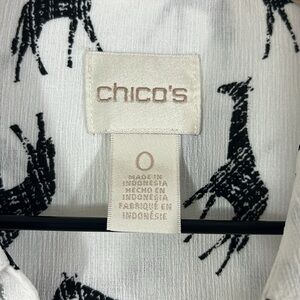 chico's
0
MADE IN
INDONESIA
HECHO EN
INDONESIA
FABRIQUÉ EN
INDONÉSIE